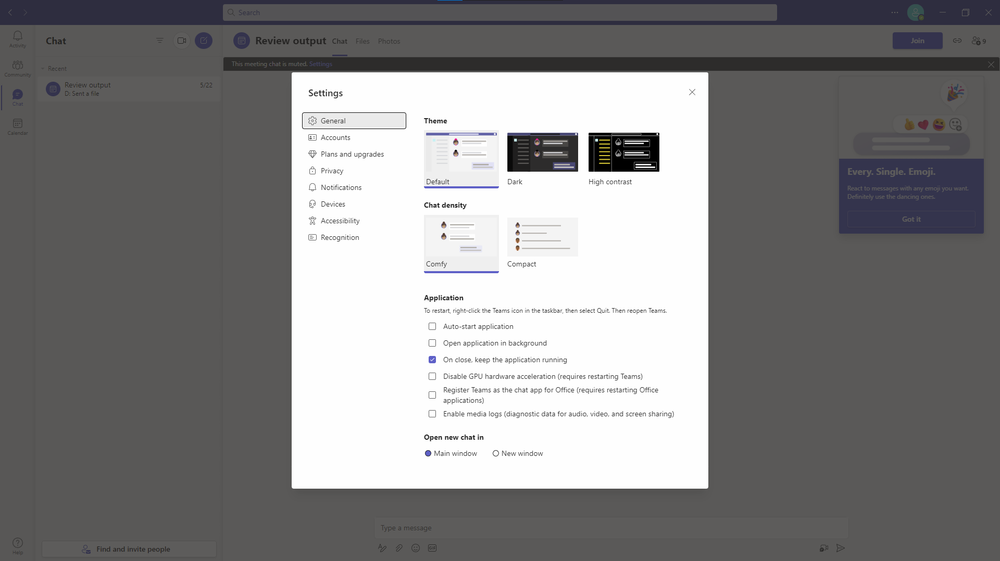 Search
Activity
Community
Chat
Calendar
Help
Chat
Recent
Review output
5/22
D: Sent a file
Find and invite people
Review output
Chat
Files
Photos
Join
9
This meeting chat is muted. Settings
Settings
General
Accounts
Plans and upgrades
Privacy
Notifications
Devices
Accessibility
Recognition
Theme
Default
Dark
High contrast
Chat density
Comfy
Compact
Application
To restart, right-click the Teams icon in the taskbar, then select Quit. Then reopen Teams.
Auto-start application
Open application in background
On close, keep the application running
Disable GPU hardware acceleration (requires restarting Teams)
Register Teams as the chat app for Office (requires restarting Office
applications)
Enable media logs (diagnostic data for audio, video, and screen sharing)
Open new chat in
Main window
New window
Every. Single. Emoji.
React to messages with any emoji you want.
Definitely use the dancing ones.
Got it
Type a message
GIF